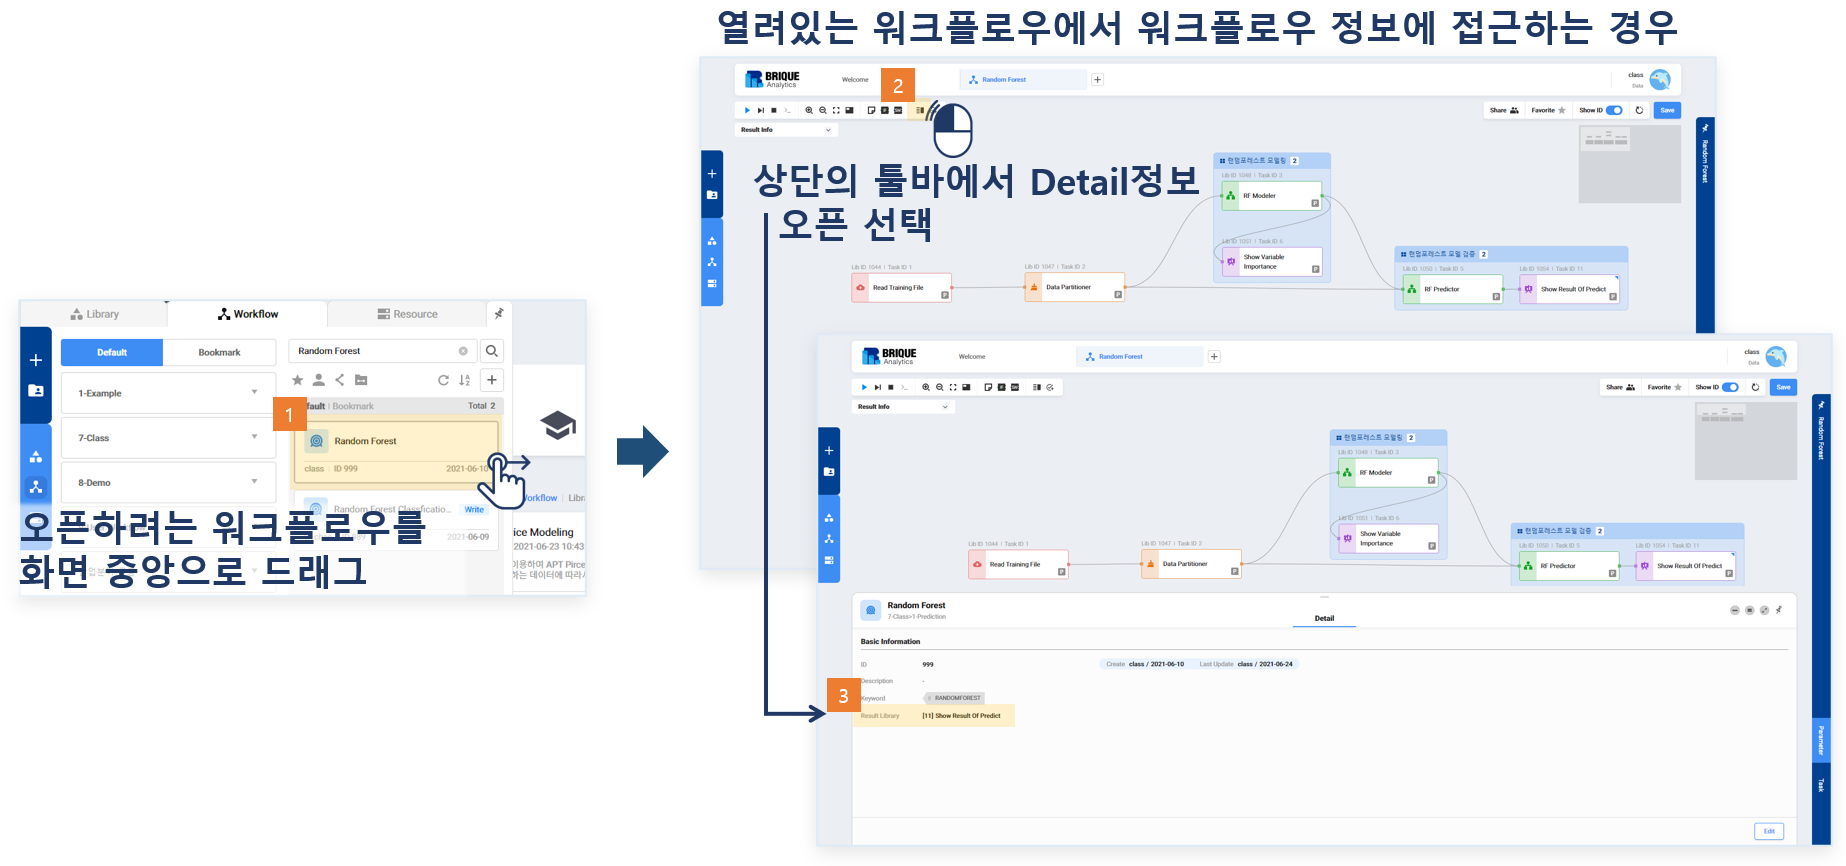 열려있는 워크플로우에서 워크플로우 정보에 접근하는 경우
BRIQUE
Analytics
Welcome
2
Random Forest
class
Data
Result Info
Share
Favorite
Show ID
Save
상단의 툴바에서 Detail정보
오픈 선택
Random Forest
랜덤포레스트 모델링 2
Lib ID 1048 | Task ID 3
RF Modeler
P
Lib ID 1051 | Task ID 6
Show Variable
Importance
P
Lib ID 1044 | Task ID 1
Read Training File
P
Lib ID 1047 | Task ID 2
Data Partitioner
P
랜덤포레스트 모델 검증 2
Lib ID 1050 | Task ID 5
RF Predictor
P
Lib ID 1054 | Task ID 11
Show Result Of Predict
P
Library
Workflow
Resource
Default
Bookmark
Random Forest
1-Example
7-Class
8-Demo
1
fault | Bookmark
Total 2
Random Forest
class | ID 999
2021-06-10
Random Forest Classficatio...
Write
2021-06-09
오픈하려는 워크플로우를
화면 중앙으로 드래그
orkflow
Libr
ice Modeling
2021-06-23 10:43
이용하여 APT Pirce
하는 데이터에 따라서
BRIQUE
Analytics
Welcome
Random Forest
class
Data
Result Info
Share
Favorite
Show ID
Save
Random Forest
랜덤포레스트 모델링 2
Lib ID 1048 | Task ID 3
RF Modeler
P
Lib ID 1051 | Task ID 6
Show Variable
Importance
P
Lib ID 1044 | Task ID 1
Read Training File
P
Lib ID 1047 | Task ID 2
Data Partitioner
P
랜덤포레스트 모델 검증 2
Lib ID 1050 | Task ID 5
RF Predictor
P
Lib ID 1054 | Task ID 11
Show Result Of Predict
P
Random Forest
7-Class>1-Prediction
Detail
Basic Information
ID
999
Create class / 2021-06-10
Last Update class / 2021-06-24
Description
-
3
Keyword
RANDOMFOREST
Result Library
[11] Show Result Of Predict
Parameter
Task
Edit